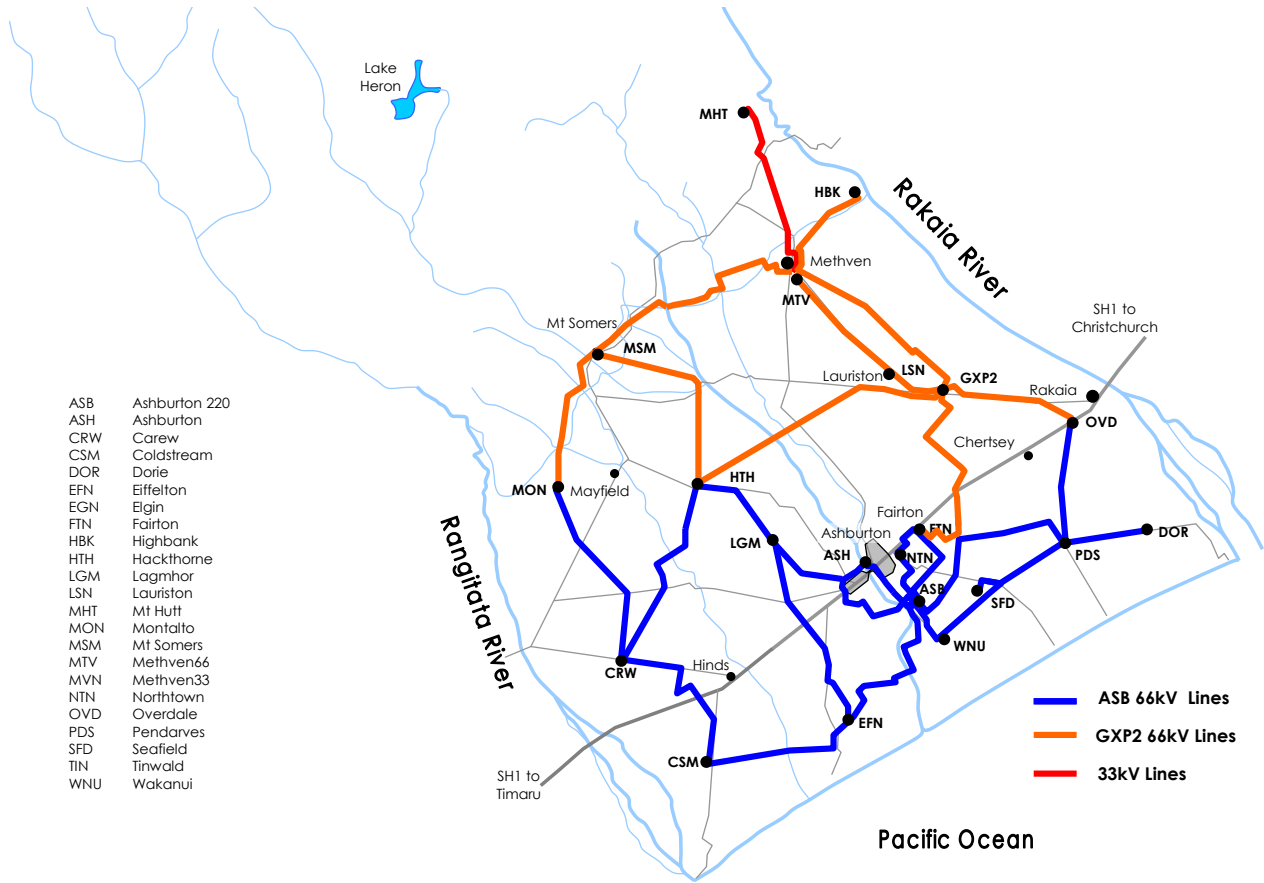 Lake
Heron
MHT
HBK
Rakaia River
Methven
MTV
SH1 to
Christchurch
Mt Somers
MSM
Lauriston
LSN
GXP2
Rakaia
OVD
Chertsey
MON
Mayfield
HTH
Fairton
FTN
Ashburton
LGM
ASH
NTN
DOR
PDS
ASB
SFD
WNU
Rangitata River
CRW
Hinds
EFN
CSM
SH1 to
Timaru
Pacific Ocean
ASB Ashburton 220
ASH Ashburton
CRW Carew
CSM Coldstream
DOR Dorie
EFN Eiffelton
EGN Elgin
FTN Fairton
HBK Highbank
HTH Hackthorne
LGM Lagmhor
LSN Lauriston
MHT Mt Hutt
MON Montalto
MSM Mt Somers
MTV Methven66
MVN Methven33
NTN Northtown
OVD Overdale
PDS Pendarves
SFD Seafield
TIN Tinwald
WNU Wakanui
ASB 66kV Lines
GXP2 66kV Lines
33kV Lines